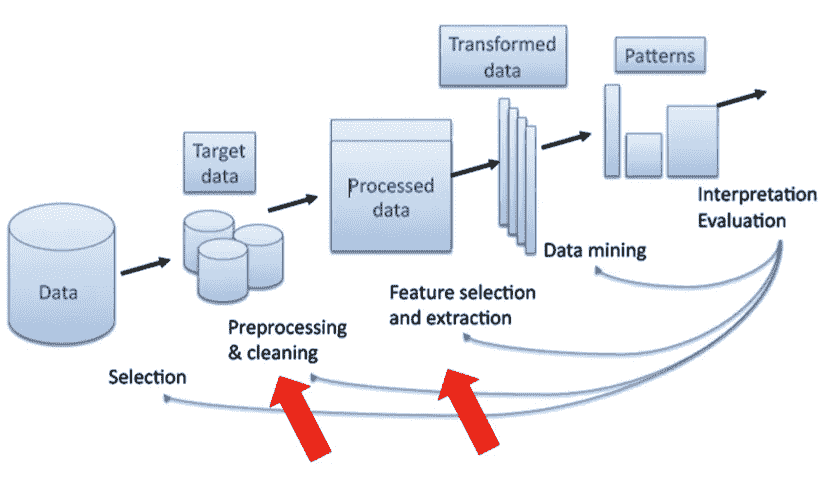 Transformed
data
Patterns
Target
data
Processed
data
Interpretation
Evaluation
Data mining
Data
Feature selection
and extraction
Preprocessing
& cleaning
Selection